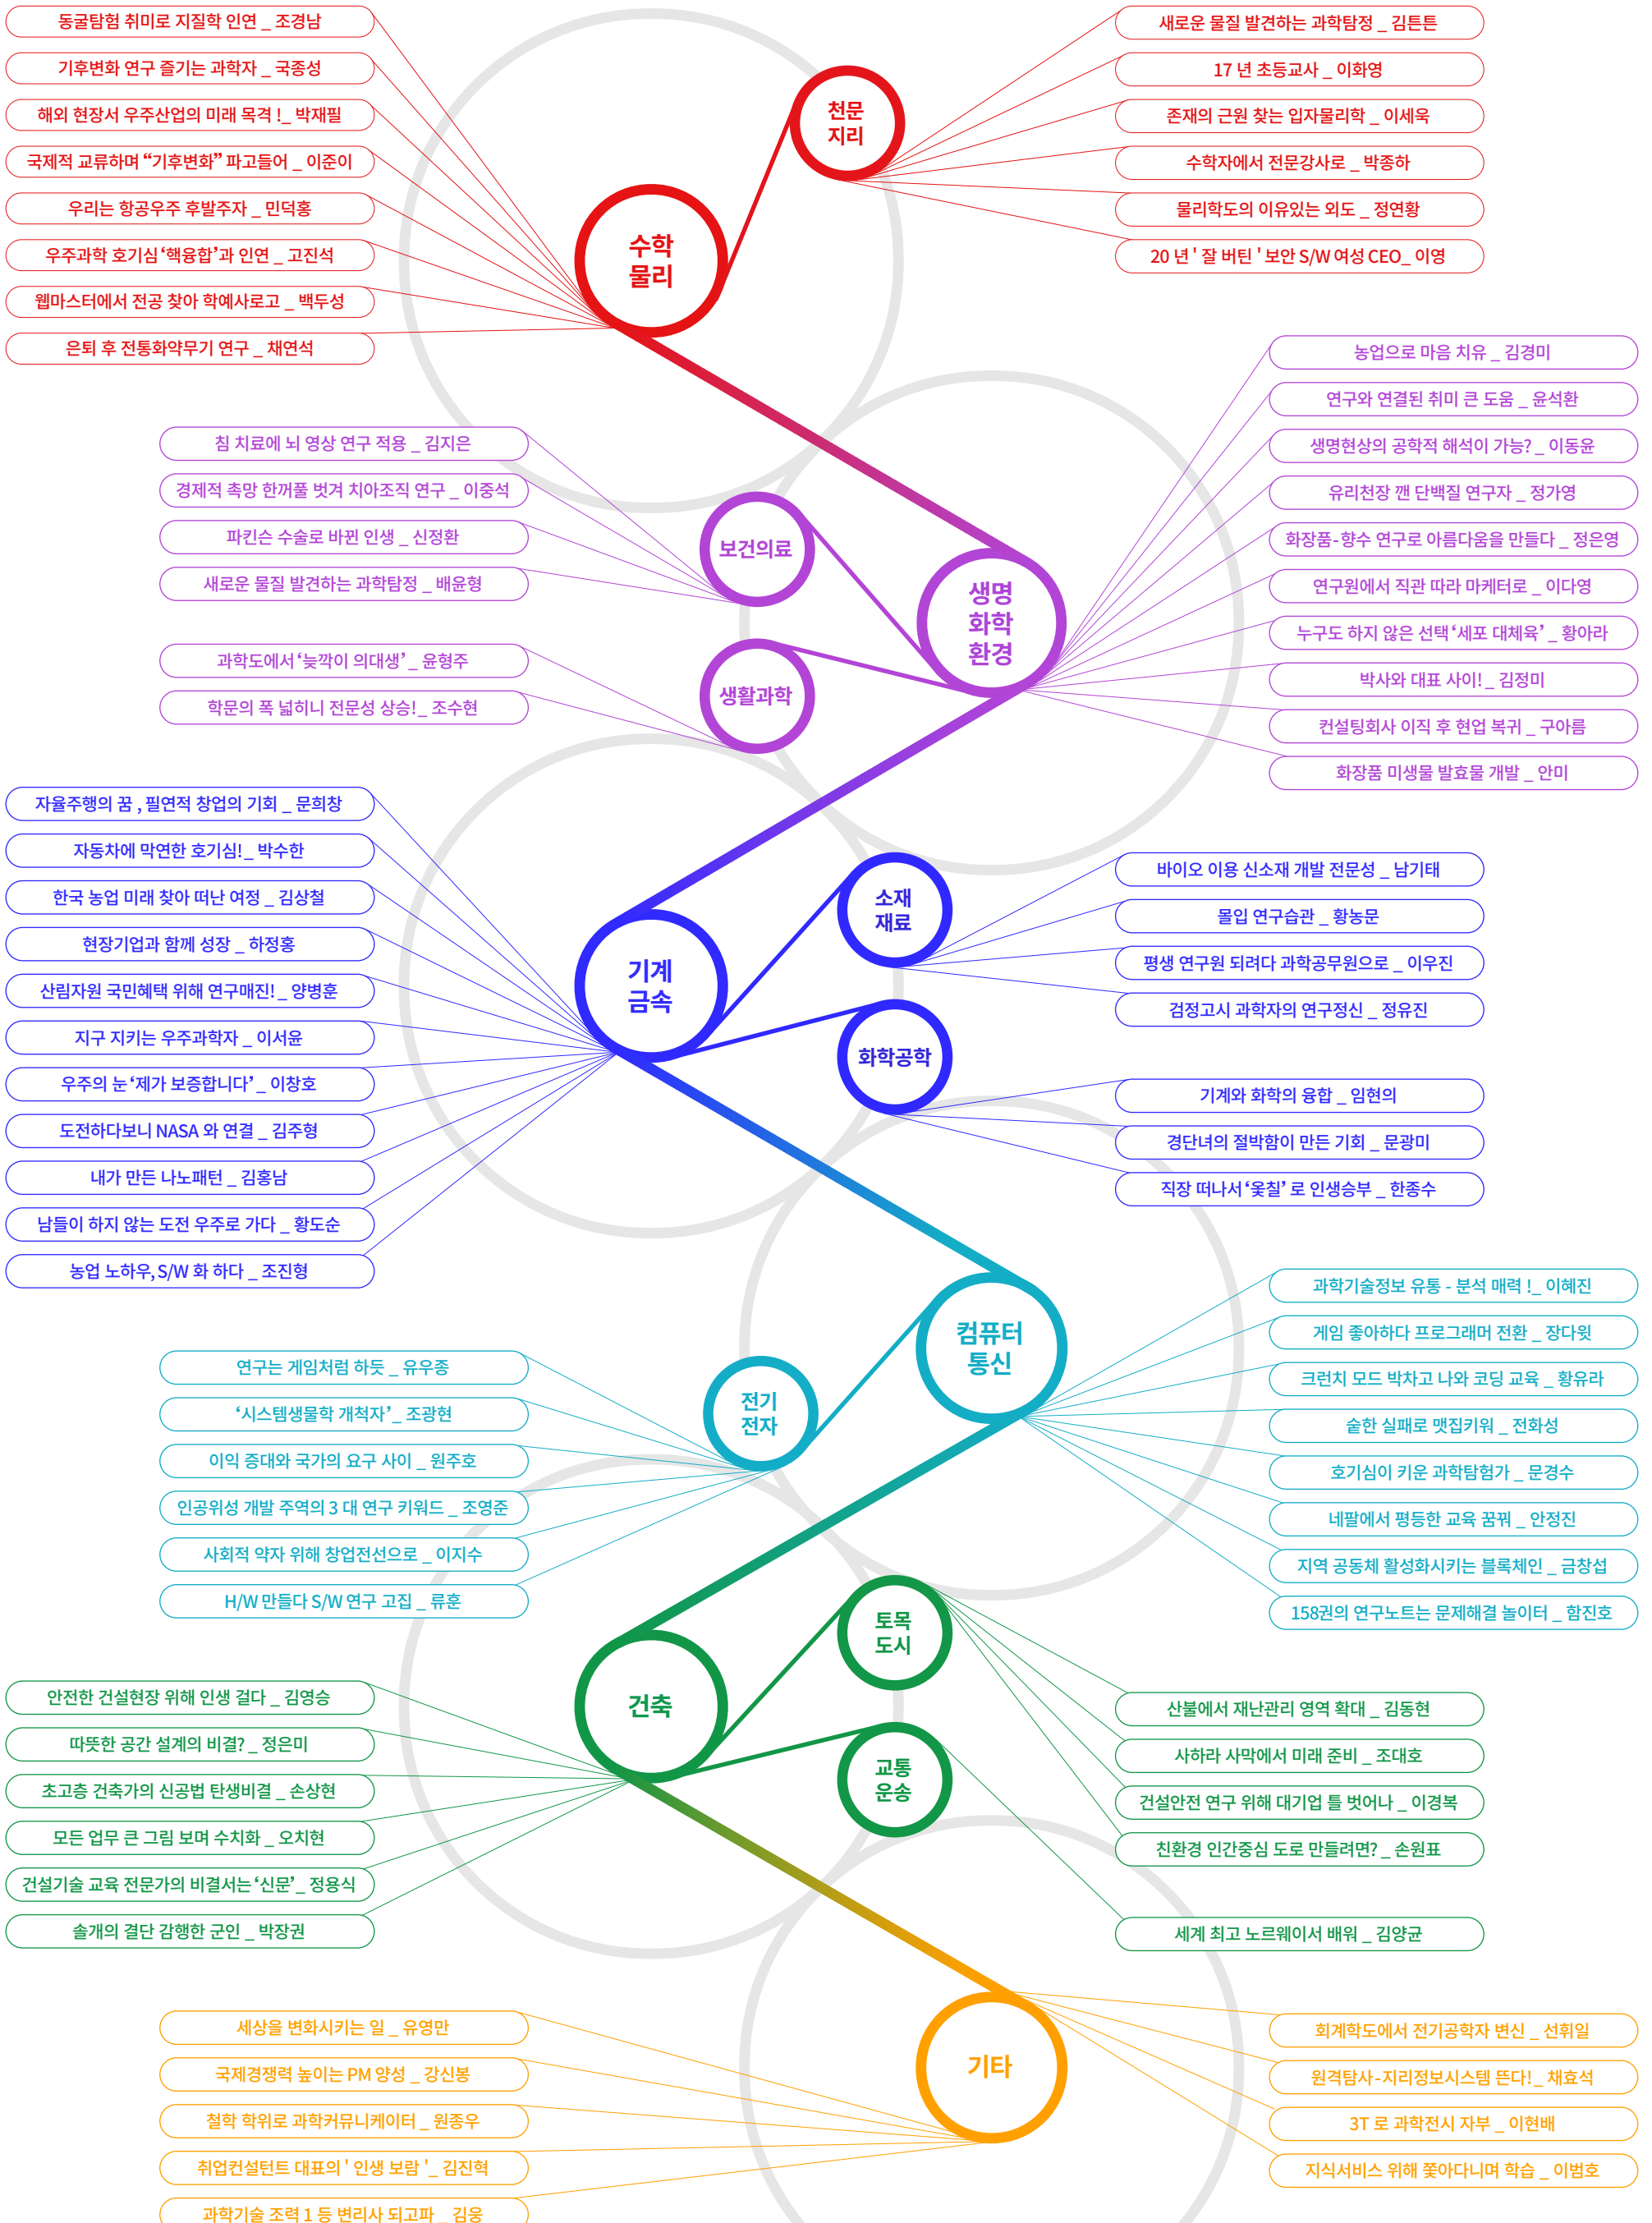 동굴탐험 취미로 지질학 인연 _ 조경남
기후변화 연구 즐기는 과학자 _ 국종성
해외 현장서 우주산업의 미래 목격 !_ 박재필
국제적 교류하며 “기후변화” 파고들어 _ 이준이
우리는 항공우주 후발주자 _ 민덕홍
우주과학 호기심 ‘핵융합’과 인연 _ 고진석
웹마스터에서 전공 찾아 학예사로고 _ 백두성
은퇴 후 전통화약무기 연구 _ 채연석
수학
물리
천문
지리
새로운 물질 발견하는 과학탐정 _ 김튼튼
17 년 초등교사 _ 이화영
존재의 근원 찾는 입자물리학 _ 이세욱
수학자에서 전문강사로 _ 박종하
물리학도의 이유있는 외도 _ 정연황
20 년 ' 잘 버틴 ' 보안 S/W 여성 CEO_ 이영
침 치료에 뇌 영상 연구 적용 _ 김지은
경제적 촉망 한꺼풀 벗겨 치아조직 연구 _ 이중석
파킨슨 수술로 바뀐 인생 _ 신정환
새로운 물질 발견하는 과학탐정 _ 배윤형
보건의료
과학도에서 ‘늦깍이 의대생’ _ 윤형주
학문의 폭 넓히니 전문성 상승!_ 조수현
생활과학
생명
화학
환경
농업으로 마음 치유 _ 김경미
연구와 연결된 취미 큰 도움 _ 윤석환
생명현상의 공학적 해석이 가능? _ 이동윤
유리천장 깬 단백질 연구자 _ 정가영
화장품-향수 연구로 아름다움을 만들다 _ 정은영
연구원에서 직관 따라 마케터로 _ 이다영
누구도 하지 않은 선택 ‘세포 대체육’ _ 황아라
박사와 대표 사이! _ 김정미
컨설팅회사 이직 후 현업 복귀 _ 구아름
화장품 미생물 발효물 개발 _ 안미
자율주행의 꿈 , 필연적 창업의 기회 _ 문희창
자동차에 막연한 호기심!_ 박수한
한국 농업 미래 찾아 떠난 여정 _ 김상철
현장기업과 함께 성장 _ 하정홍
산림자원 국민혜택 위해 연구매진! _ 양병훈
지구 지키는 우주과학자 _ 이서윤
우주의 눈 ‘제가 보증합니다’ _ 이창호
도전하다보니 NASA 와 연결 _ 김주형
내가 만든 나노패턴 _ 김홍남
남들이 하지 않는 도전 우주로 가다 _ 황도순
농업 노하우, S/W 화 하다 _ 조진형
기계
금속
소재
재료
바이오 이용 신소재 개발 전문성 _ 남기태
몰입 연구습관 _ 황농문
평생 연구원 되려다 과학공무원으로 _ 이우진
검정고시 과학자의 연구정신 _ 정유진
화학공학
기계와 화학의 융합 _ 임현의
경단녀의 절박함이 만든 기회 _ 문광미
직장 떠나서 ‘옻칠’ 로 인생승부 _ 한종수
연구는 게임처럼 하듯 _ 유우종
‘시스템생물학 개척자’ _ 조광현
이익 증대와 국가의 요구 사이 _ 원주호
인공위성 개발 주역의 3 대 연구 키워드 _ 조영준
사회적 약자 위해 창업전선으로 _ 이지수
H/W 만들다 S/W 연구 고집 _ 류훈
전기
전자
컴퓨터
통신
과학기술정보 유통 - 분석 매력 !_ 이혜진
게임 좋아하다 프로그래머 전환 _ 장다윗
크런치 모드 박차고 나와 코딩 교육 _ 황유라
숱한 실패로 맷집키워 _ 전화성
호기심이 키운 과학탐험가 _ 문경수
네팔에서 평등한 교육 꿈꿔 _ 안정진
지역 공동체 활성화시키는 블록체인 _ 금창섭
158권의 연구노트는 문제해결 놀이터 _ 함진호
안전한 건설현장 위해 인생 걸다 _ 김영승
따뜻한 공간 설계의 비결? _ 정은미
초고층 건축가의 신공법 탄생비결 _ 손상현
모든 업무 큰 그림 보며 수치화 _ 오치현
건설기술 교육 전문가의 비결서는 ‘신문’_ 정용식
솔개의 결단 감행한 군인 _ 박장권
건축
토목
도시
산불에서 재난관리 영역 확대 _ 김동현
사하라 사막에서 미래 준비 _ 조대호
건설안전 연구 위해 대기업 틀 벗어나 _ 이경복
친환경 인간중심 도로 만들려면? _ 손원표
교통
운송
세계 최고 노르웨이서 배워 _ 김양균
세상을 변화시키는 일 _ 유영만
국제경쟁력 높이는 PM 양성 _ 강신봉
철학 학위로 과학커뮤니케이터 _ 원종우
취업컨설턴트 대표의 ' 인생 보람 '_ 김진혁
과학기술 조력 1 등 변리사 되고파 _ 김웅
기타
회계학도에서 전기공학자 변신 _ 선휘일
원격탐사-지리정보시스템 뜬다!_ 채효석
3T 로 과학전시 자부 _ 이현배
지식서비스 위해 쫓아다니며 학습 _ 이범호